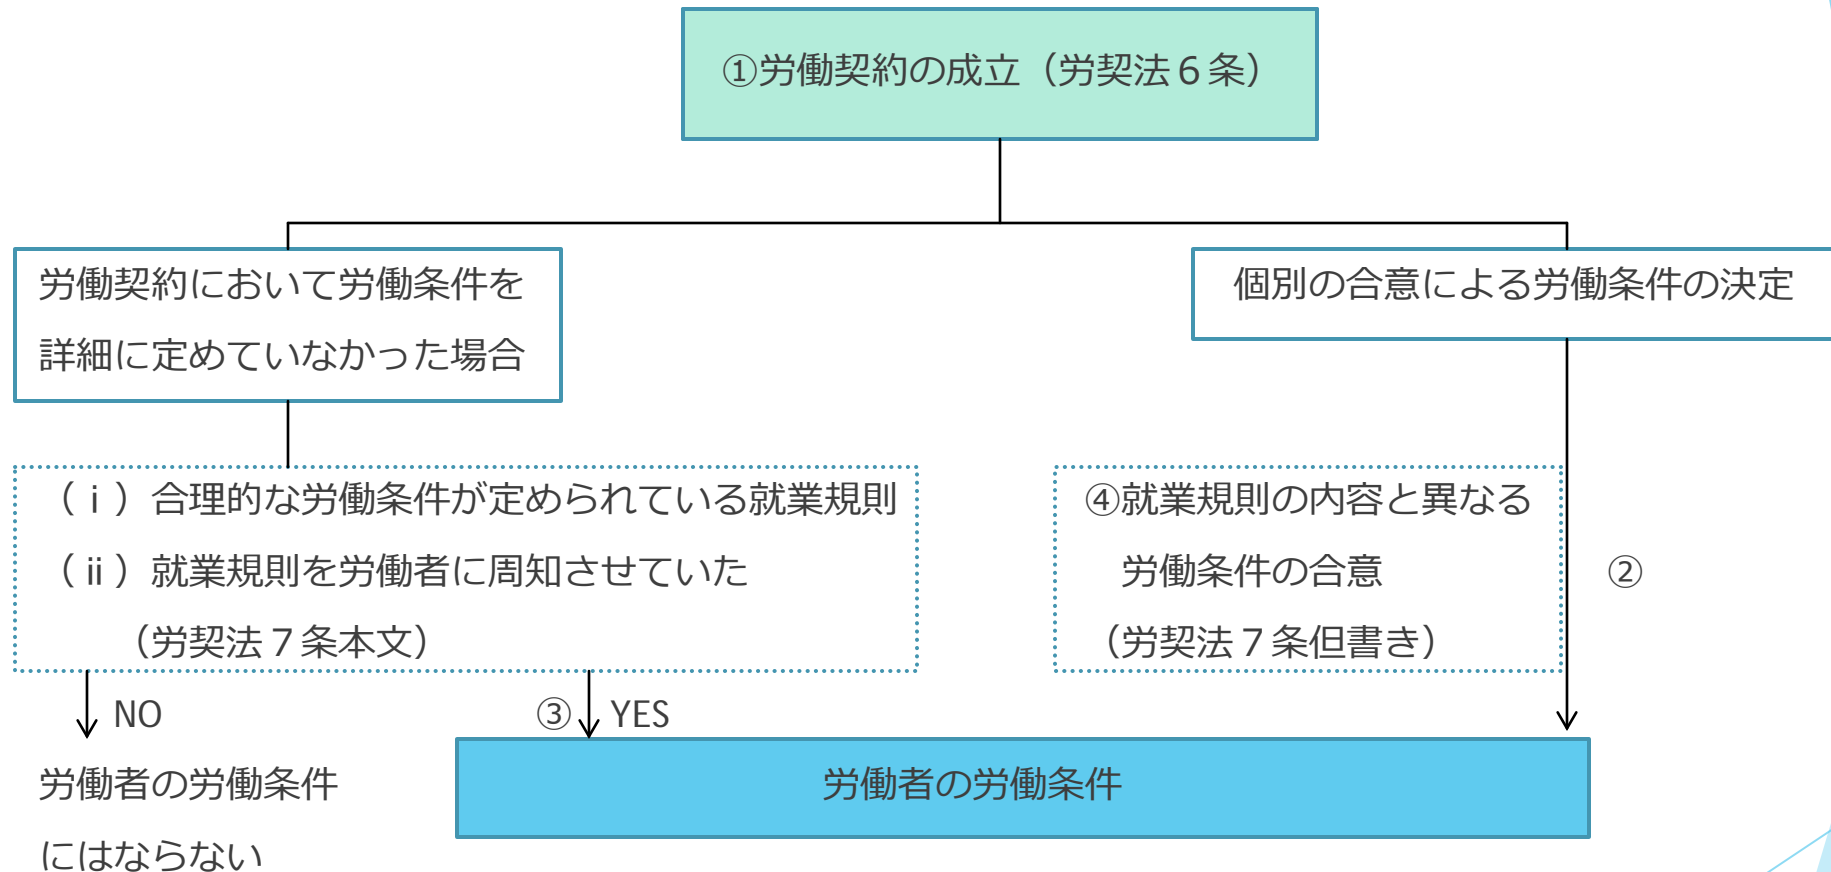 ①労働契約の成立（労契法６条）
労働契約において労働条件を
詳細に定めていなかった場合
個別の合意による労働条件の決定
（ⅰ）合理的な労働条件が定められている就業規則
（ⅱ）就業規則を労働者に周知させていた
（労契法７条本文）
④就業規則の内容と異なる
労働条件の合意
（労契法７条但書き）
②
NO
③
YES
労働者の労働条件
にはならない
労働者の労働条件